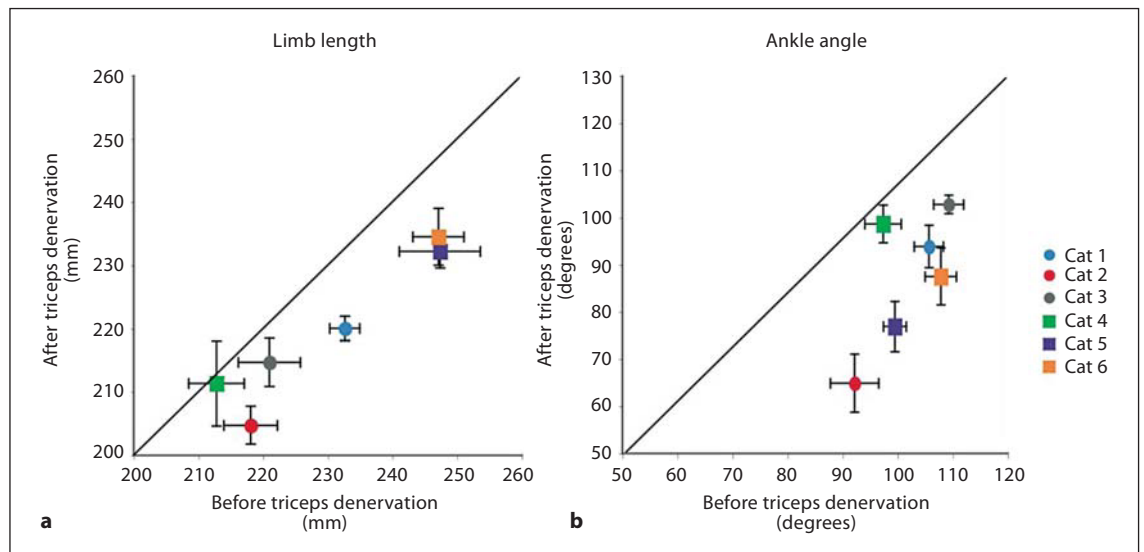 Limb length
260
250
240
230
220
210
200
After triceps denervation
(mm)
200 210 220 230 240 250 260
Before triceps denervation
(mm)
a
Ankle angle
130
120
110
100
90
80
70
60
50
After triceps denervation
(degrees)
50 60 70 80 90 100 110 120
Before triceps denervation
(degrees)
b
Cat 1
Cat 2
Cat 3
Cat 4
Cat 5
Cat 6